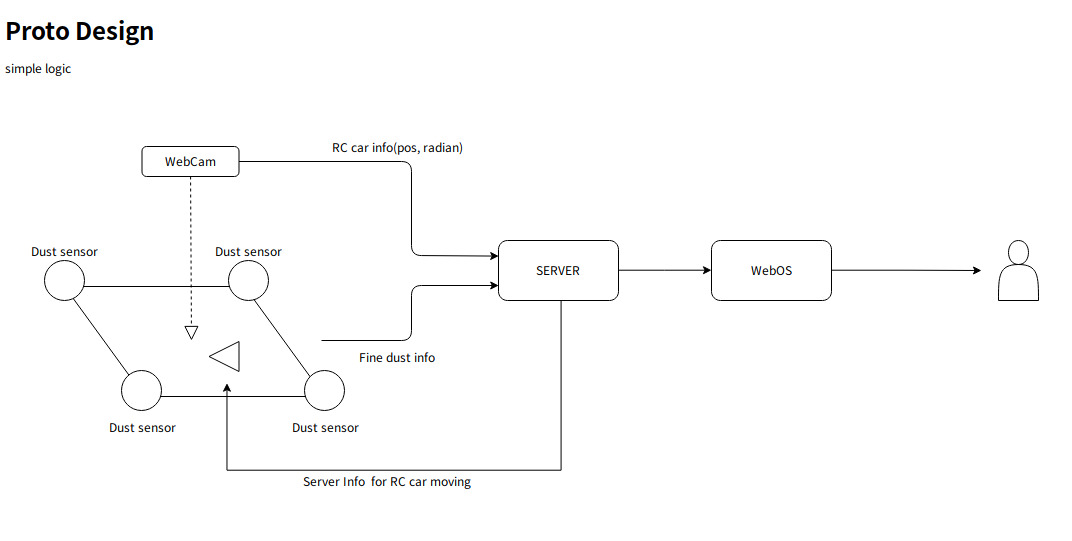 Proto Design
simple logic
RC car info(pos, radian)
WebCam
Dust sensor
Dust sensor
SERVER
WebOS
Fine dust info
Dust sensor
Dust sensor
Server Info for RC car moving